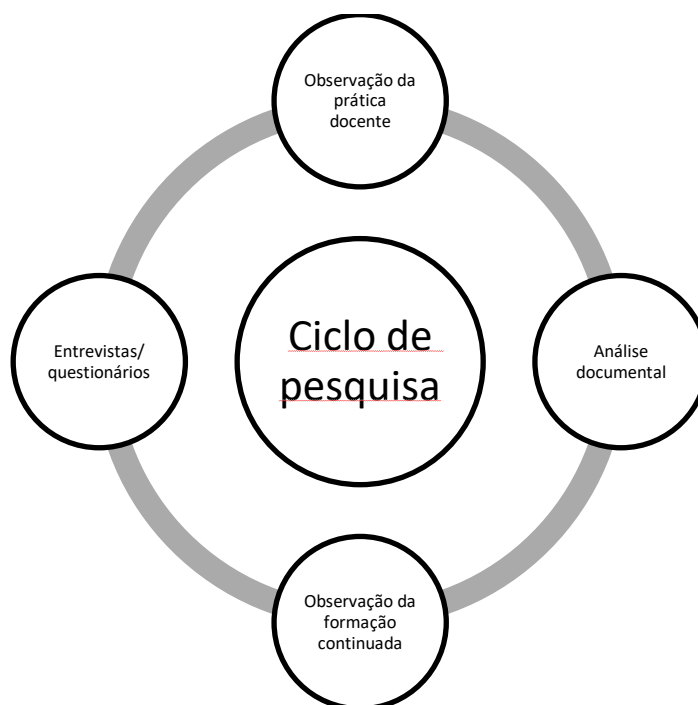 Observação da
prática
docente
Entrevistas/
questionários
Ciclo de
pesquisa
Análise
documental
Observação da
formação
continuada